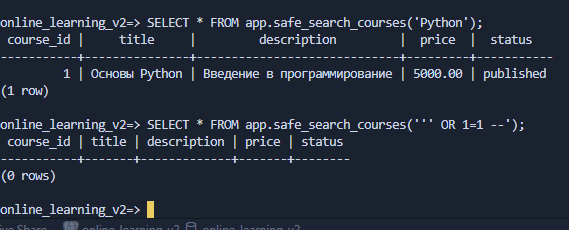 online_learning_v2=> SELECT * FROM app.safe_search_courses('Python');
 course_id |     title     |        description          |  price  |  status
-----------+---------------+-----------------------------+---------+-----------
         1 | Основы Python | Введение в программирование | 5000.00 | published
(1 row)
online_learning_v2=> SELECT * FROM app.safe_search_courses(''' OR 1=1 --');
 course_id | title | description | price | status
-----------+-------+-------------+-------+--------
(0 rows)
online_learning_v2=>
ive Share online_learning_v2 online_learning_v2